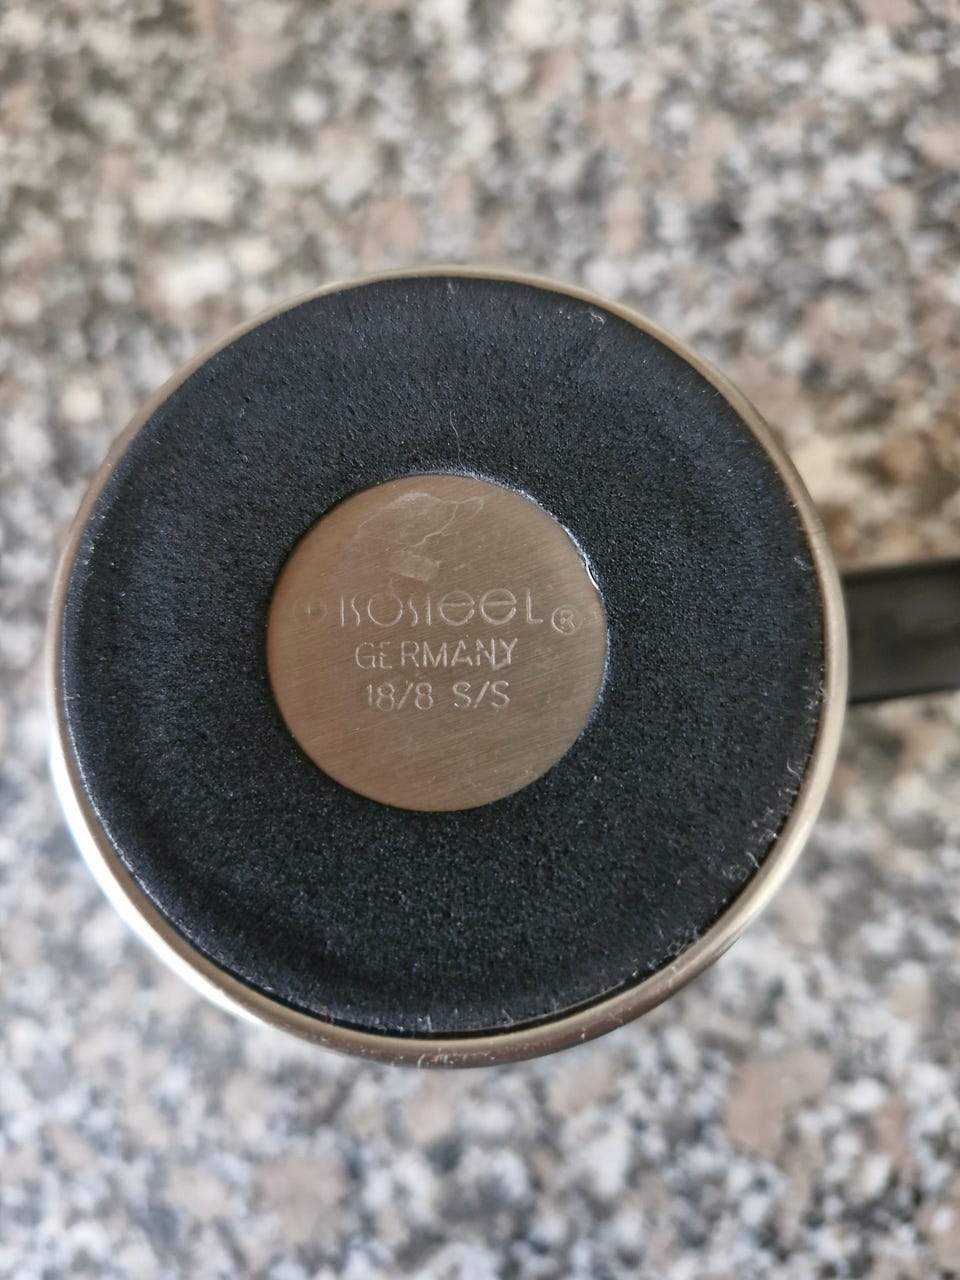 ISOSTEEL®
GERMANY
18/8 S/S